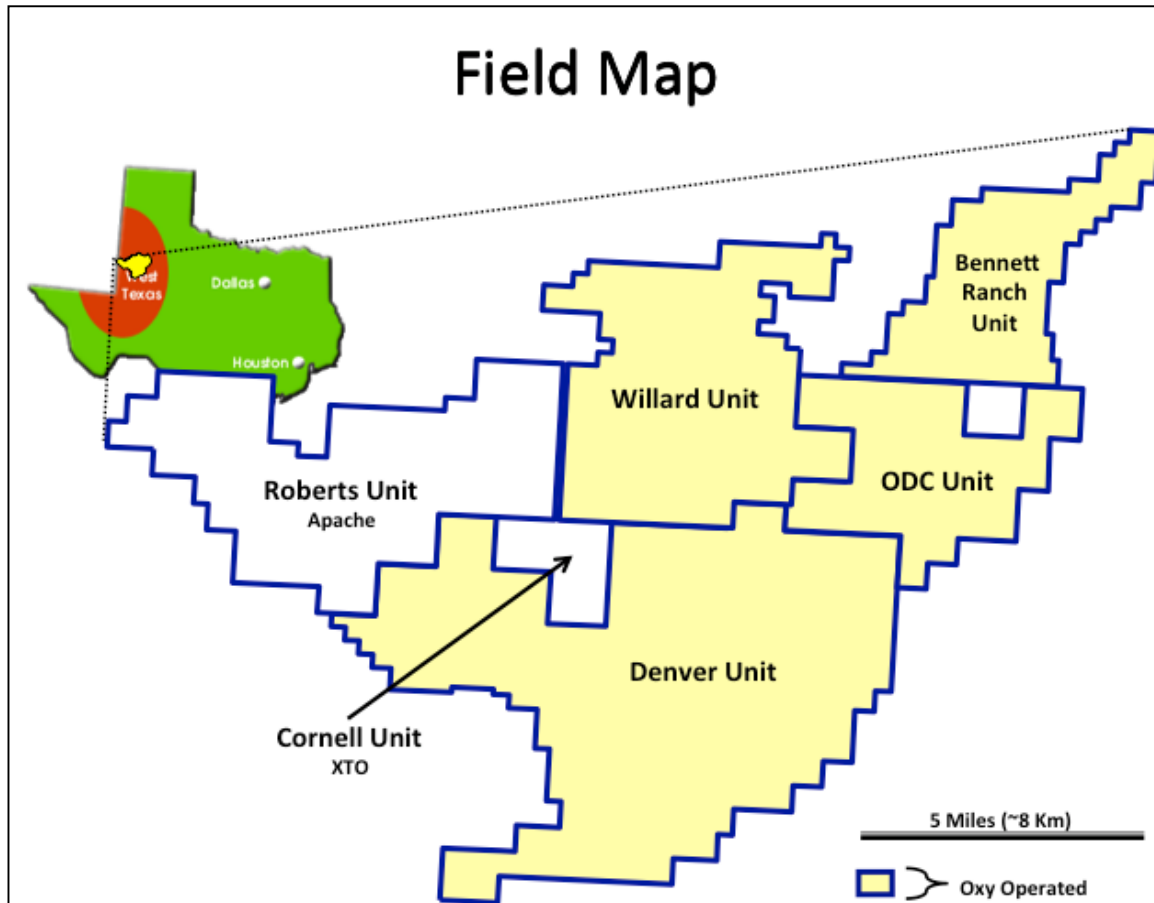 Field Map
West
Texas
Dallas
Houston
Bennett
Ranch
Unit
Willard Unit
ODC Unit
Roberts Unit
Apache
Denver Unit
Cornell Unit
XTO
5 Miles (~8 Km)
Oxy Operated